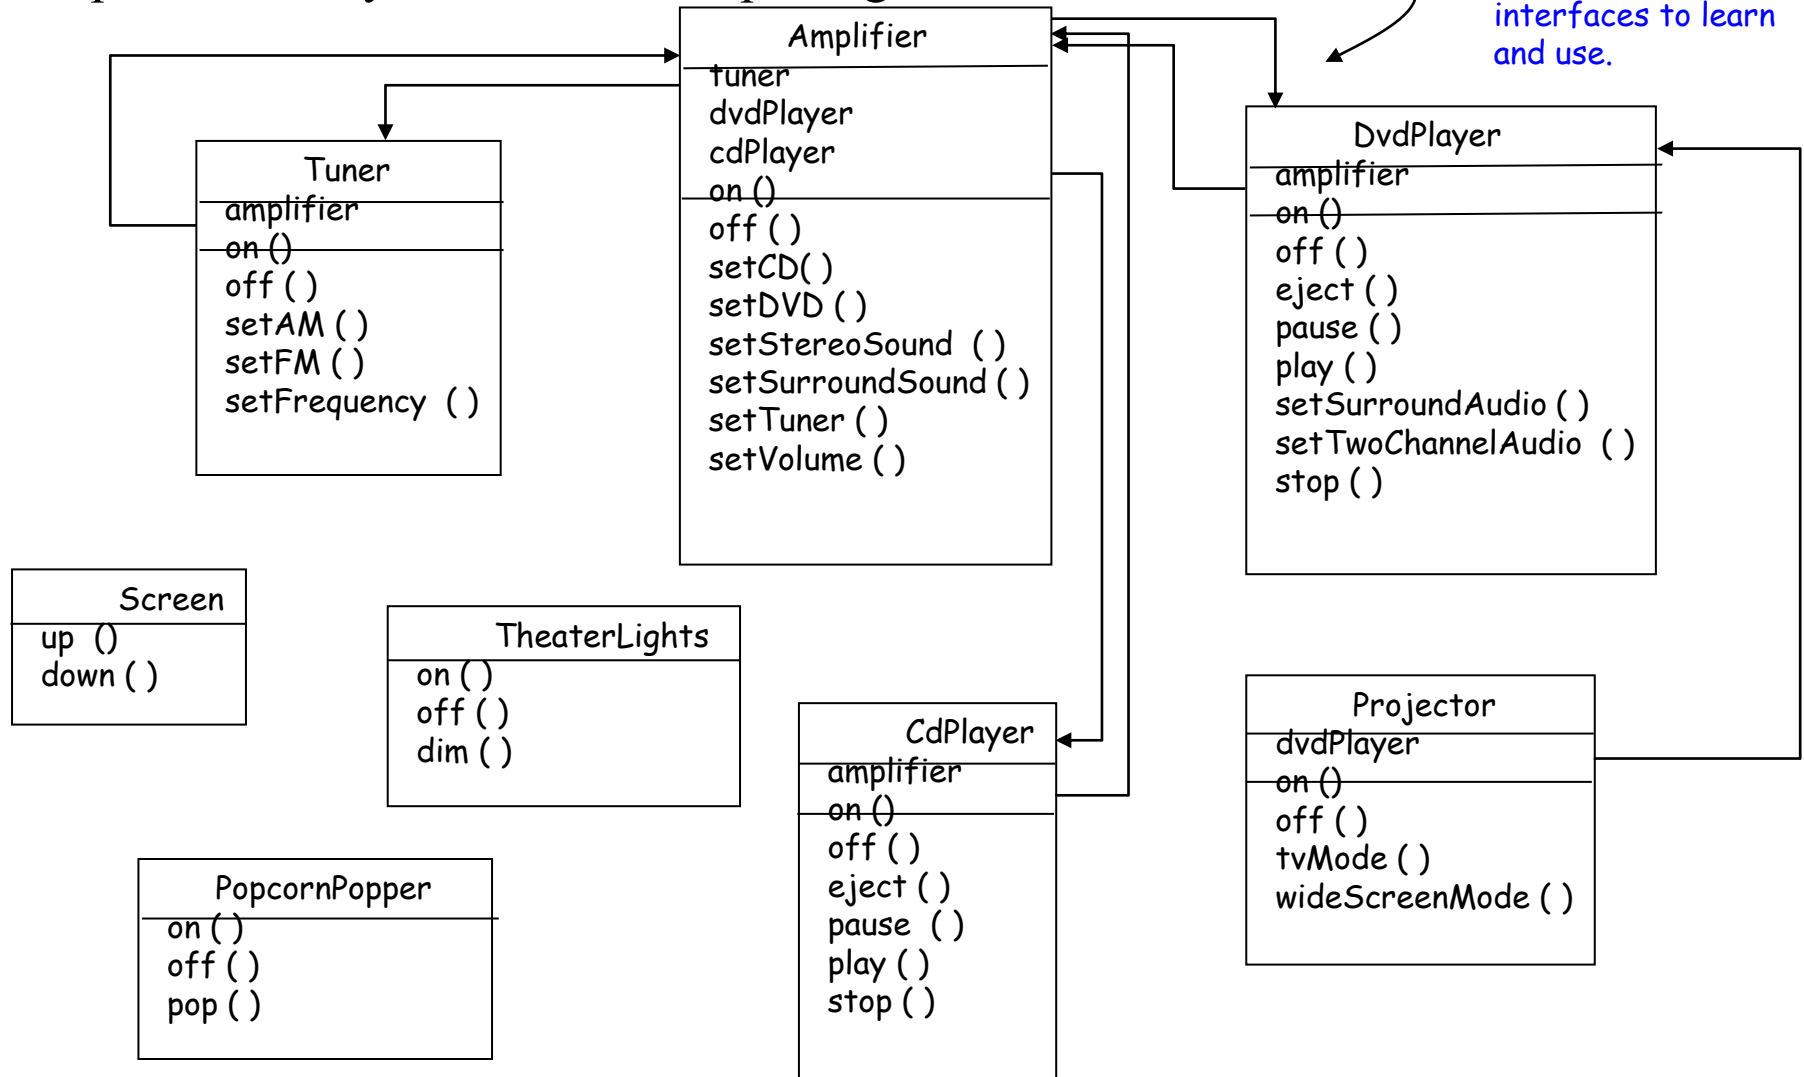 interfaces to learn
and use.
Amplifier
tuner
dvdPlayer
cdPlayer
on ()
off ( )
setCD( )
setDVD ( )
setStereoSound ( )
setSurroundSound ( )
setTuner ( )
setVolume ( )
Tuner
amplifier
on ()
off ( )
setAM ( )
setFM ( )
setFrequency ( )
DvdPlayer
amplifier
on ()
off ( )
eject ( )
pause ( )
play ( )
setSurroundAudio ( )
setTwoChannelAudio ( )
stop ( )
Screen
up ()
down ( )
TheaterLights
on ( )
off ( )
dim ( )
CdPlayer
amplifier
on ()
off ( )
eject ( )
pause ( )
play ( )
stop ( )
Projector
dvdPlayer
on ()
off ( )
tvMode ( )
wideScreenMode ( )
PopcornPopper
on ( )
off ( )
pop ( )